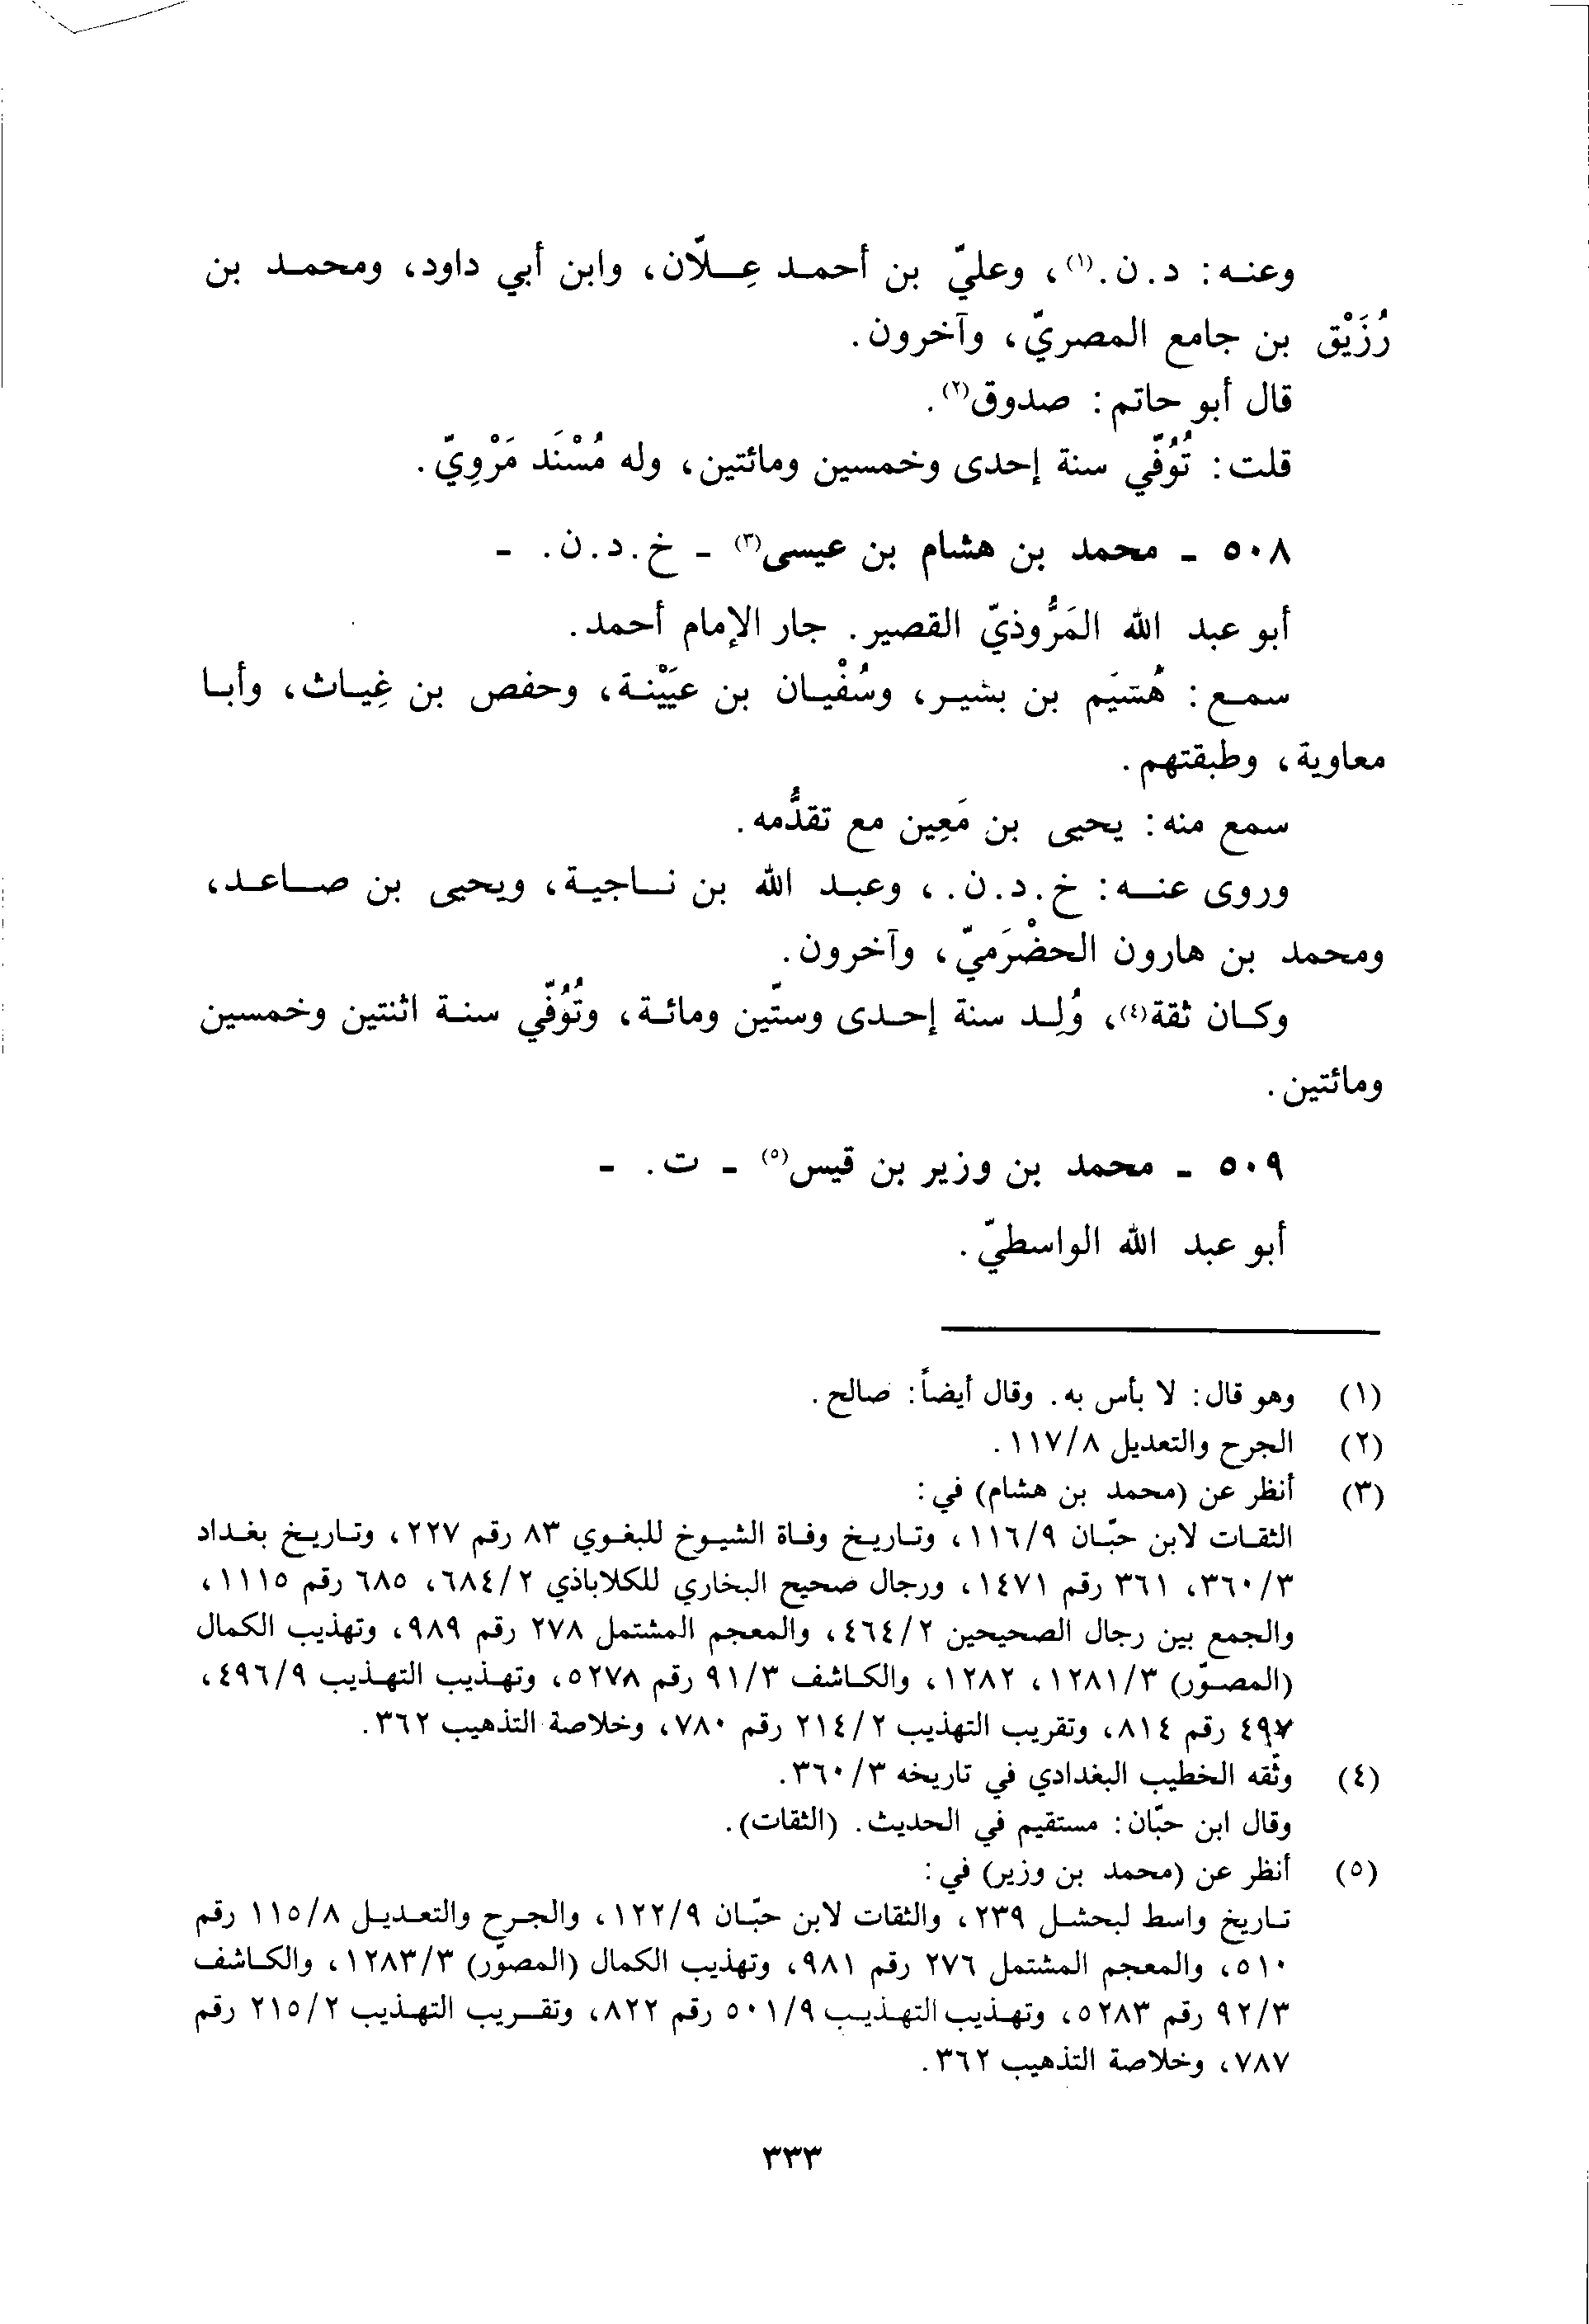 وعنه: د.ن.(١)، وعليّ بن أحمد عِلّان، وابن أبي داود، ومحمد بن
رُزَيْق بن جامع المصريّ، وآخرون.
قال أبو حاتم: صدوق(٢).
قلت: تُوُفّي سنة إحدى وخمسين ومائتين، وله مُسْنَد مَرْوِيّ.
٥٠٨ - محمد بن هشام بن عيسى(٣) - خ.د.ن. -
أبو عبد الله المَرُّوذيّ القصير. جار الإمام أحمد.
سمع: هُشَيْم بن بشير، وسُفْيان بن عيَيْنة، وحفص بن غِياث، وأبا
معاوية، وطبقتهم.
سمع منه: يحيى بن مَعِين مع تقدُّمه.
وروى عنه: خ.د.ن.، وعبد الله بن ناجية، ويحيى بن صاعد،
ومحمد بن هارون الحضْرَميّ، وآخرون.
وكان ثقة(٤)، وُلِد سنة إحدى وستّين ومائة، وتُوُفّي سنة اثنتين وخمسين
ومائتين.
٥٠٩ - محمد بن وزير بن قيس(٥) - ت. -
أبو عبد الله الواسطيّ.
(١) وهو قال: لا بأس به. وقال أيضاً: صالح.
(٢) الجرح والتعديل ١١٧/٨.
(٣) أنظر عن (محمد بن هشام) في:
الثقات لابن حبّان ١١٦/٩، وتاريخ وفاة الشيوخ للبغوي ٨٣ رقم ٢٢٧، وتاريخ بغداد
٣٦٠/٣، ٣٦١ رقم ١٤٧١، ورجال صحيح البخاري للكلاباذي ٦٨٤/٢، ٦٨٥ رقم ١١١٥،
والجمع بين رجال الصحيحين ٤٦٤/٢، والمعجم المشتمل ٢٧٨ رقم ٩٨٩، وتهذيب الكمال
(المصوّر) ١٢٨١/٣، ١٢٨٢، والكاشف ٩١/٣ رقم ٥٢٧٨، وتهذيب التهذيب ٤٩٦/٩،
٤٩٧ رقم ٨١٤، وتقريب التهذيب ٢١٤/٢ رقم ٧٨٠، وخلاصة التذهيب ٣٦٢.
(٤) وثّقه الخطيب البغدادي في تاريخه ٣٦٠/٣.
وقال ابن حبّان: مستقيم في الحديث. (الثقات).
(٥) أنظر عن (محمد بن وزير) في:
تاريخ واسط لبحشل ٢٣٩، والثقات لابن حبّان ١٢٢/٩، والجرح والتعديل ١١٥/٨ رقم
٥١٠، والمعجم المشتمل ٢٧٦ رقم ٩٨١، وتهذيب الكمال (المصوّر) ١٢٨٣/٣، والكاشف
٩٢/٣ رقم ٥٢٨٣، وتهذيب التهذيب ٥٠١/٩ رقم ٨٢٢، وتقريب التهذيب ٢١٥/٢ رقم
٧٨٧، وخلاصة التذهيب ٣٦٢.
٣٣٣